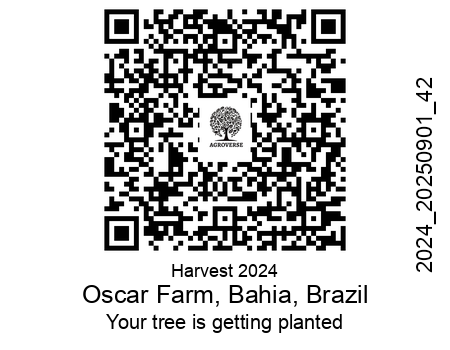 AGROVERSE
Harvest 2024
Oscar Farm, Bahia, Brazil
Your tree is getting planted
2024_20250901_42